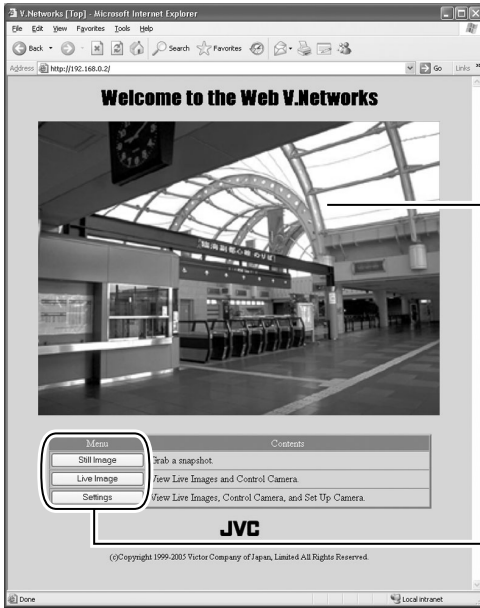 V.Networks [Top] - Microsoft Internet Explorer
File Edit View Favorites Tools Help
Back Search Favorites
Address http://192.168.0.2/ Go Links »
Welcome to the Web V.Networks
Menu Contents
Still Image Grab a snapshot.
Live Image View Live Images and Control Camera.
Settings View Live Images, Control Camera, and Set Up Camera.
JVC
(c)Copyright 1999-2005 Victor Company of Japan, Limited All Rights Reserved.
Done Local intranet